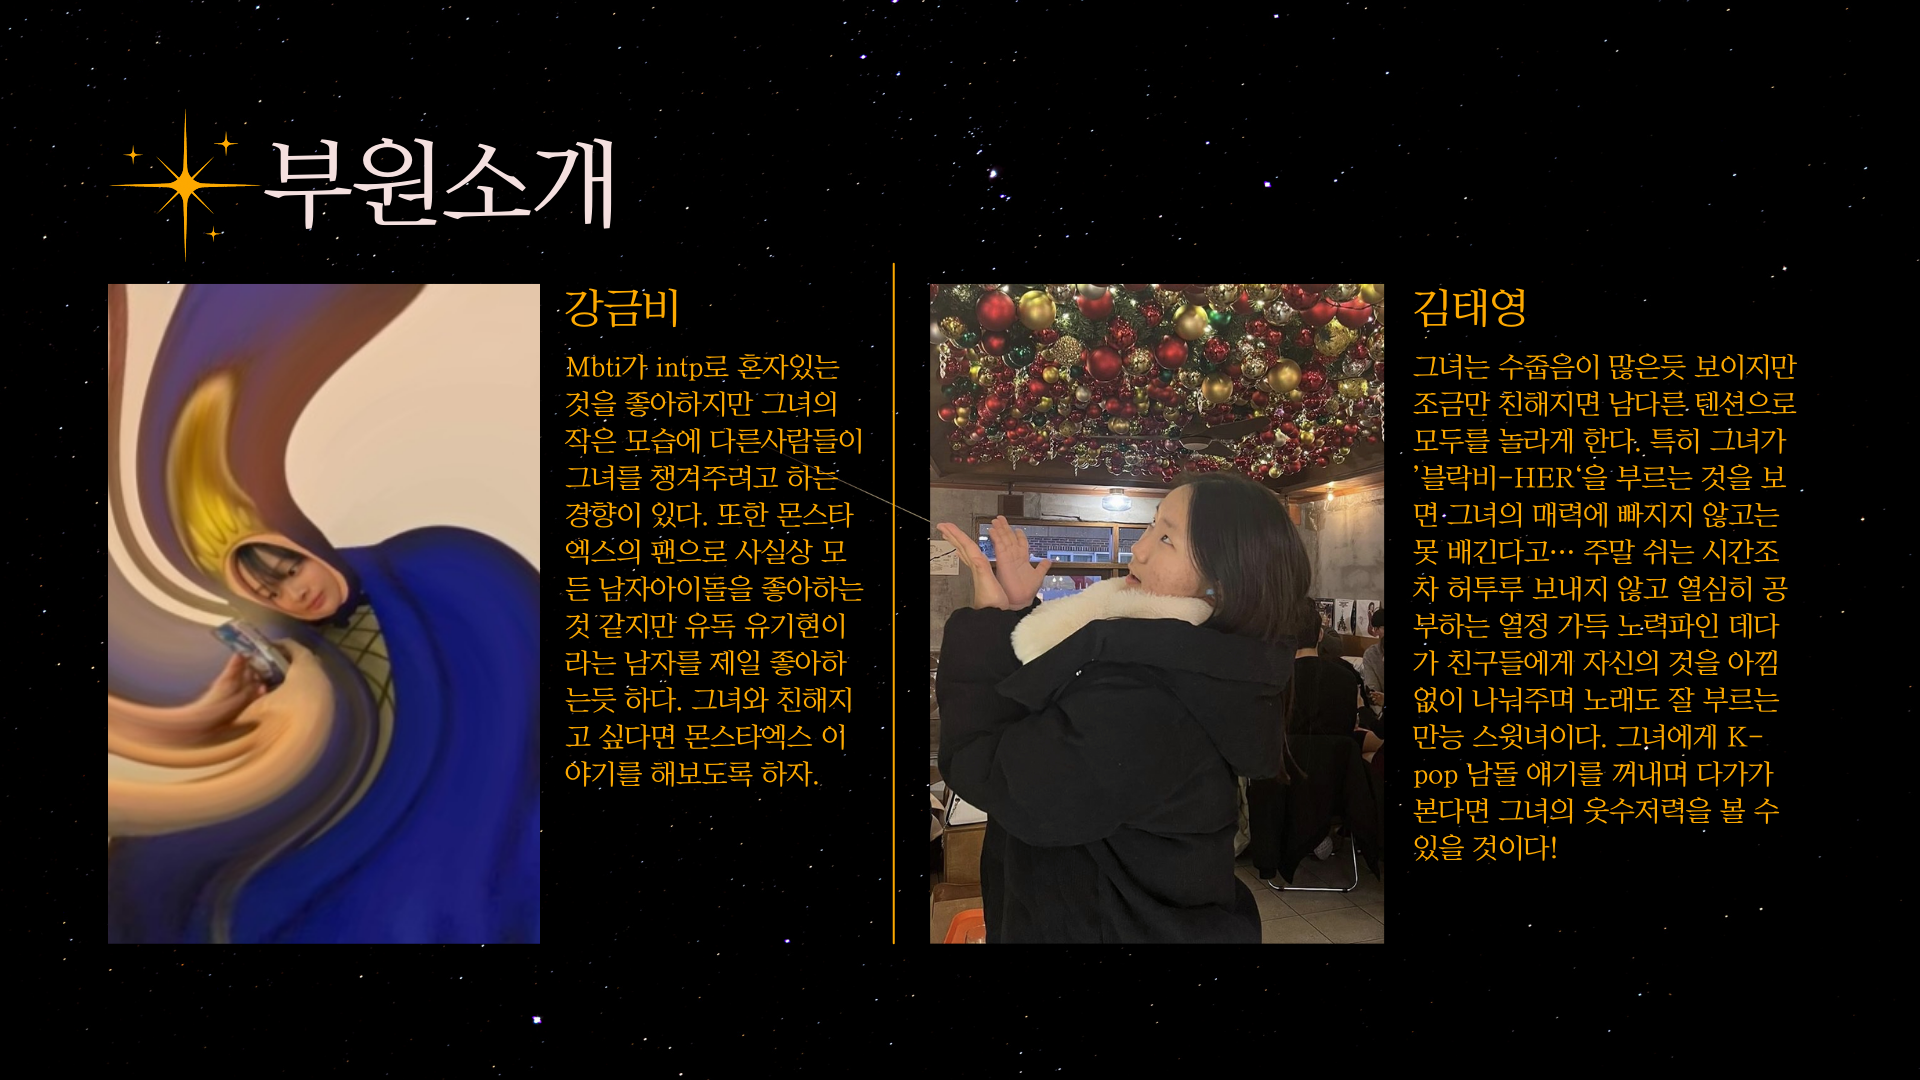 부원소개
강금비
Mbti가 intp로 혼자있는
것을 좋아하지만 그녀의
작은 모습에 다른사람들이
그녀를 챙겨주려고 하는
경향이 있다. 또한 몬스타
엑스의 팬으로 사실상 모
든 남자아이돌을 좋아하는
것 같지만 유독 유기현이
라는 남자를 제일 좋아하
는듯 하다. 그녀와 친해지
고 싶다면 몬스타엑스 이
야기를 해보도록 하자.
김태영
그녀는 수줍음이 많은듯 보이지만
조금만 친해지면 남다른 텐션으로
모두를 놀라게 한다. 특히 그녀가
’블락비-HER‘을 부르는 것을 보
면 그녀의 매력에 빠지지 않고는
못 배긴다고… 주말 쉬는 시간조
차 허투루 보내지 않고 열심히 공
부하는 열정 가득 노력파인 데다
가 친구들에게 자신의 것을 아낌
없이 나눠주며 노래도 잘 부르는
만능 스윗녀이다. 그녀에게 K-
pop 남돌 얘기를 꺼내며 다가가
본다면 그녀의 웃수저력을 볼 수
있을 것이다!